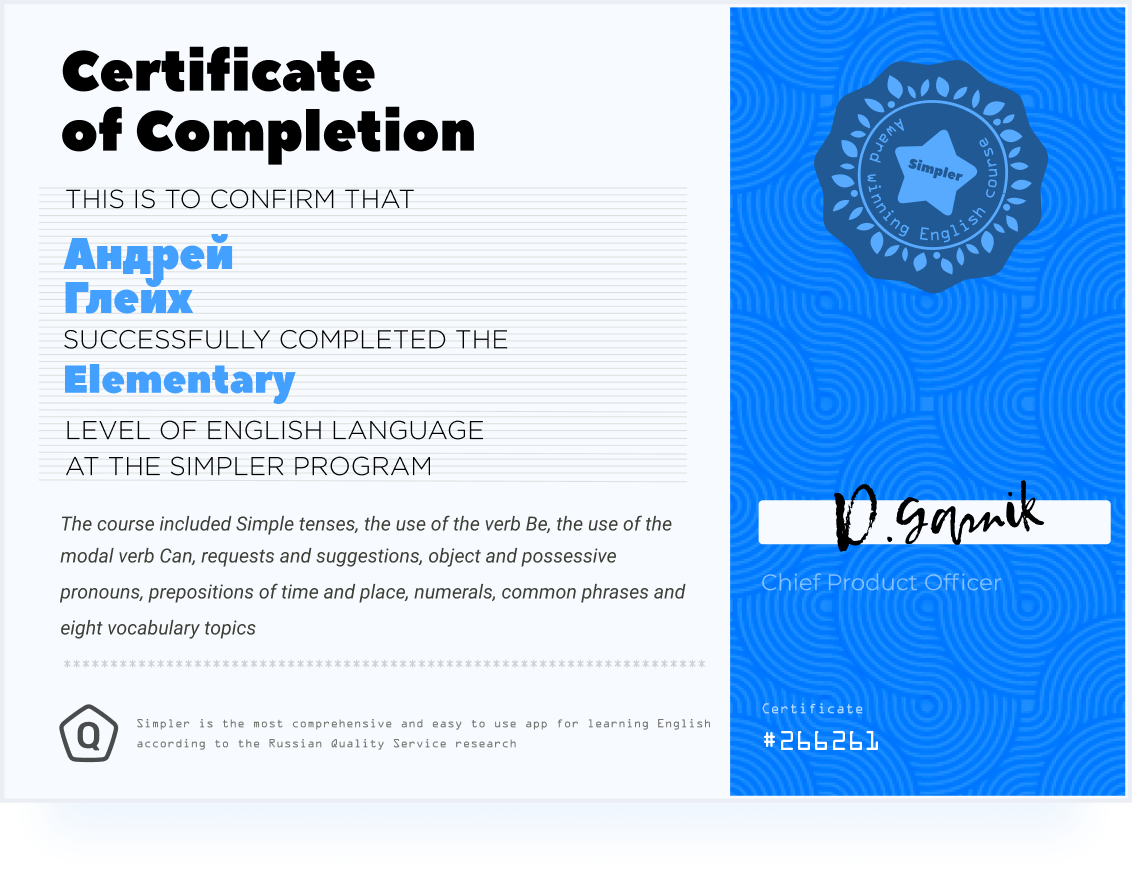 Certificate
of Completion
THIS IS TO CONFIRM THAT
Андрей
Глейх
SUCCESSFULLY COMPLETED THE
Elementary
LEVEL OF ENGLISH LANGUAGE
AT THE SIMPLER PROGRAM
The course included Simple tenses, the use of the verb Be, the use of the
modal verb Can, requests and suggestions, object and possessive
pronouns, prepositions of time and place, numerals, common phrases and
eight vocabulary topics
**********************************************************************
Q
Simpler is the most comprehensive and easy to use app for learning English
according to the Russian Quality Service research
Simpler
Award winning English course
D. Garnik
Chief Product Officer
Certificate
#266261